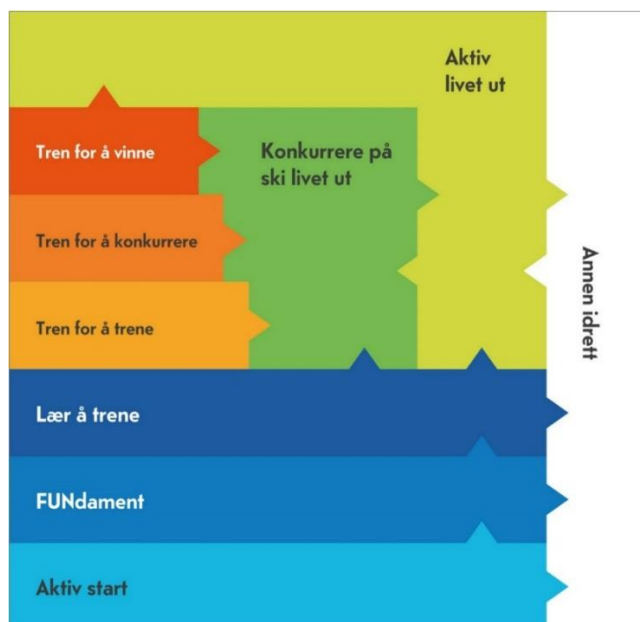 Aktiv
livet ut
Tren for å vinne
Konkurrere på
ski livet ut
Tren for å konkurrere
Tren for å trene
Annen idrett
Lær å trene
FUNdament
Aktiv start